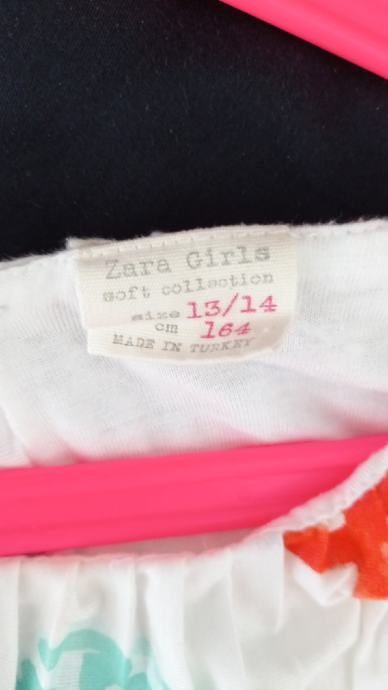 Zara Girls
soft collection
size 13/14
cm 164
MADE IN TURKEY